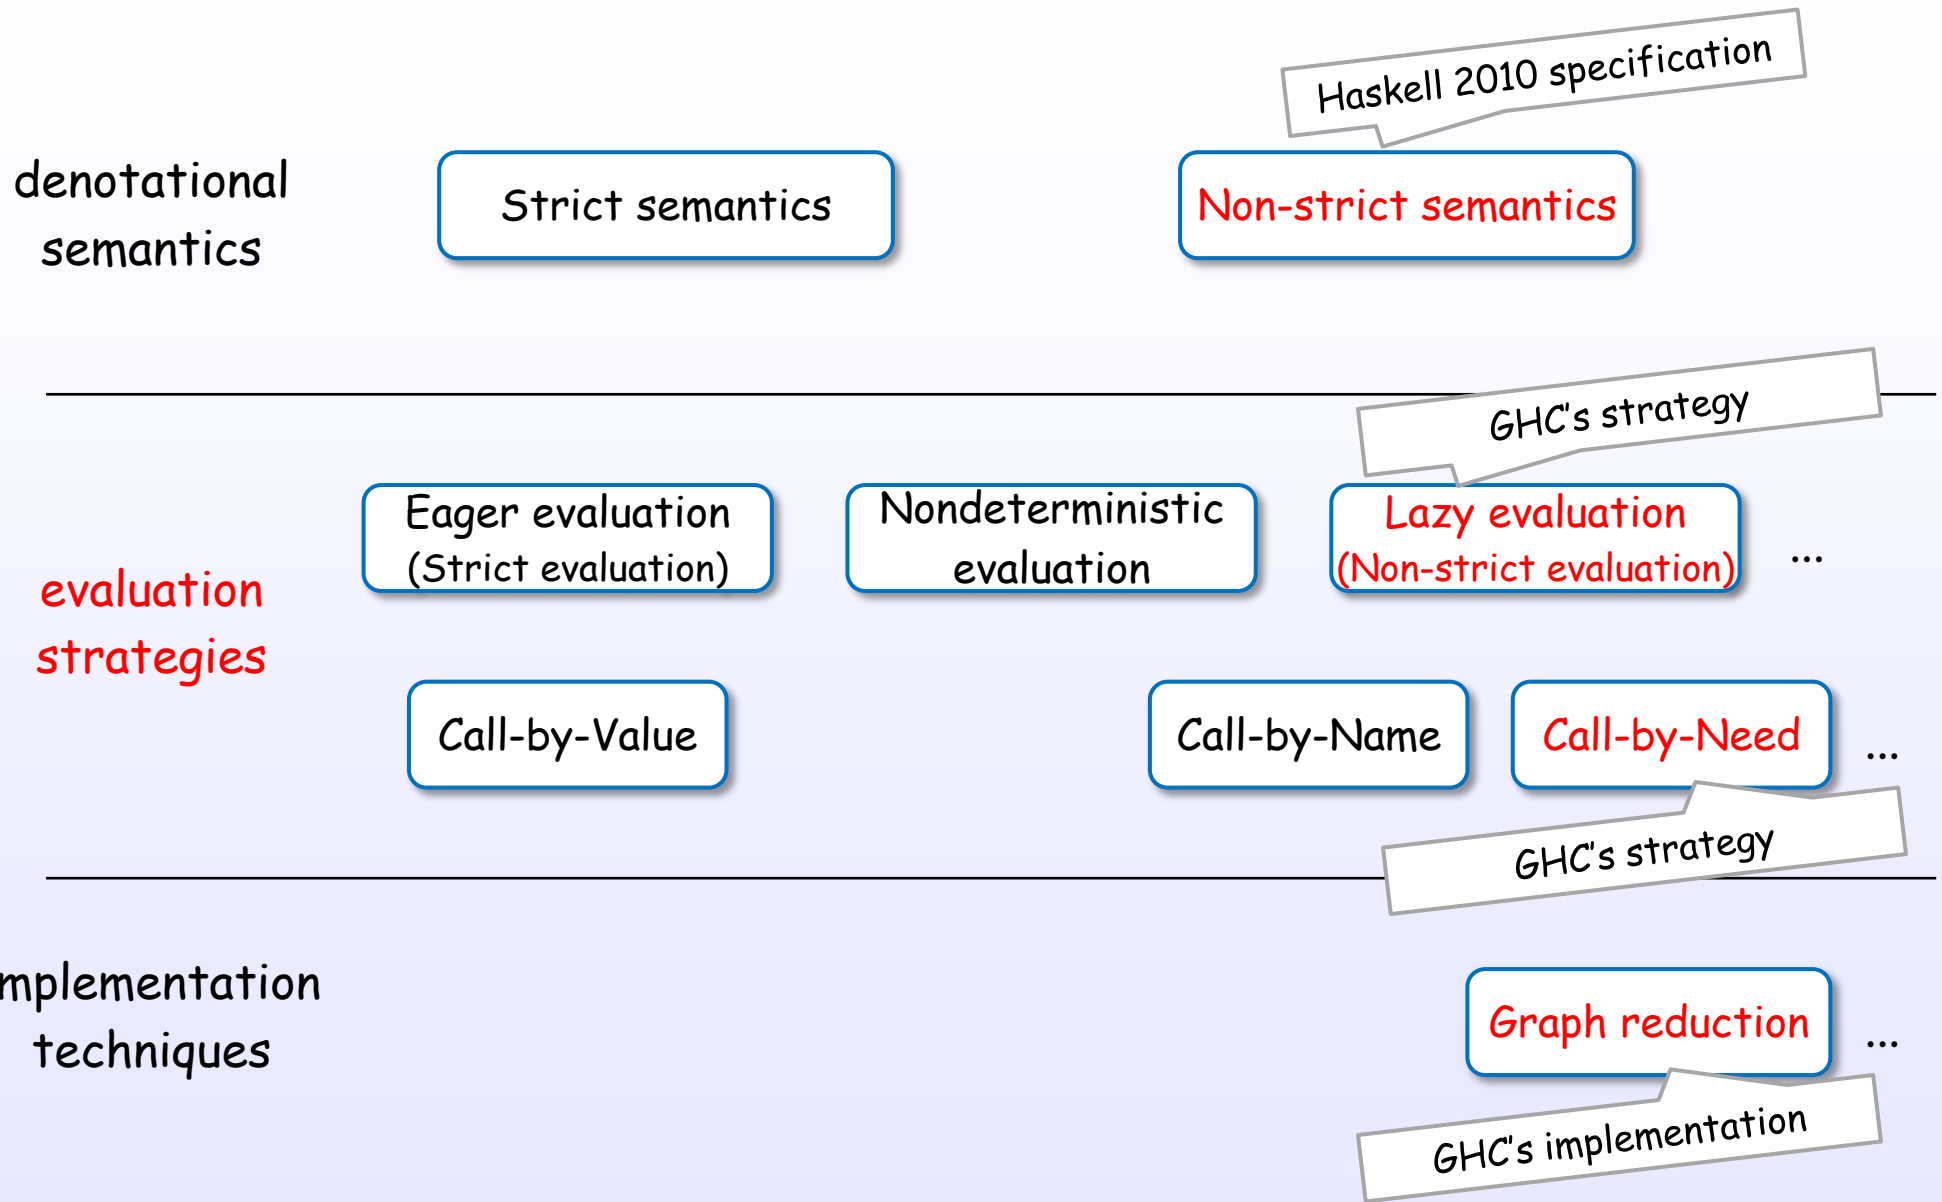 Haskell 2010 specification
denotational
semantics
Strict semantics
Non-strict semantics
GHC's strategy
evaluation
strategies
Eager evaluation
(Strict evaluation)
Nondeterministic
evaluation
Lazy evaluation
(Non-strict evaluation)
...
Call-by-Value
Call-by-Name
Call-by-Need
...
GHC's strategy
mplementation
techniques
Graph reduction
...
GHC's implementation